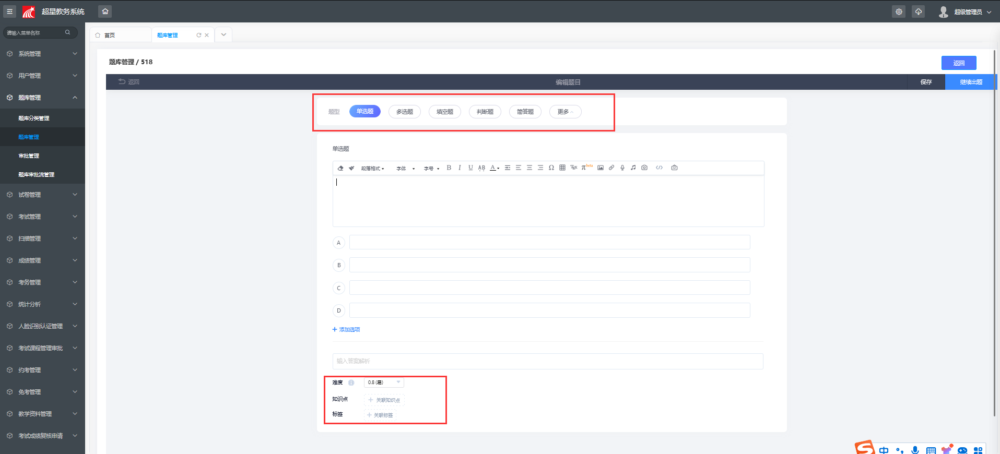 超星教务系统
超级管理员
请输入菜单名称
首页
题库管理
系统管理
用户管理
题库管理
题库分类管理
题库管理
审批管理
题库审批流管理
试卷管理
考试管理
扫描管理
成绩管理
考务管理
统计分析
人脸识别认证管理
考试课程管理审批
约考管理
免考管理
教学资料管理
考试成绩复核申请
题库管理 / 518
返回
返回
编辑题目
保存
继续出题
题型
单选题
多选题
填空题
判断题
简答题
更多
单选题
段落格式
字体
字号
B I U AB A Ω TeX πbeta </>
A
B
C
D
+ 添加选项
输入答案解析
难度
0.8 (易)
知识点
+ 关联知识点
标签
+ 关联标签
中